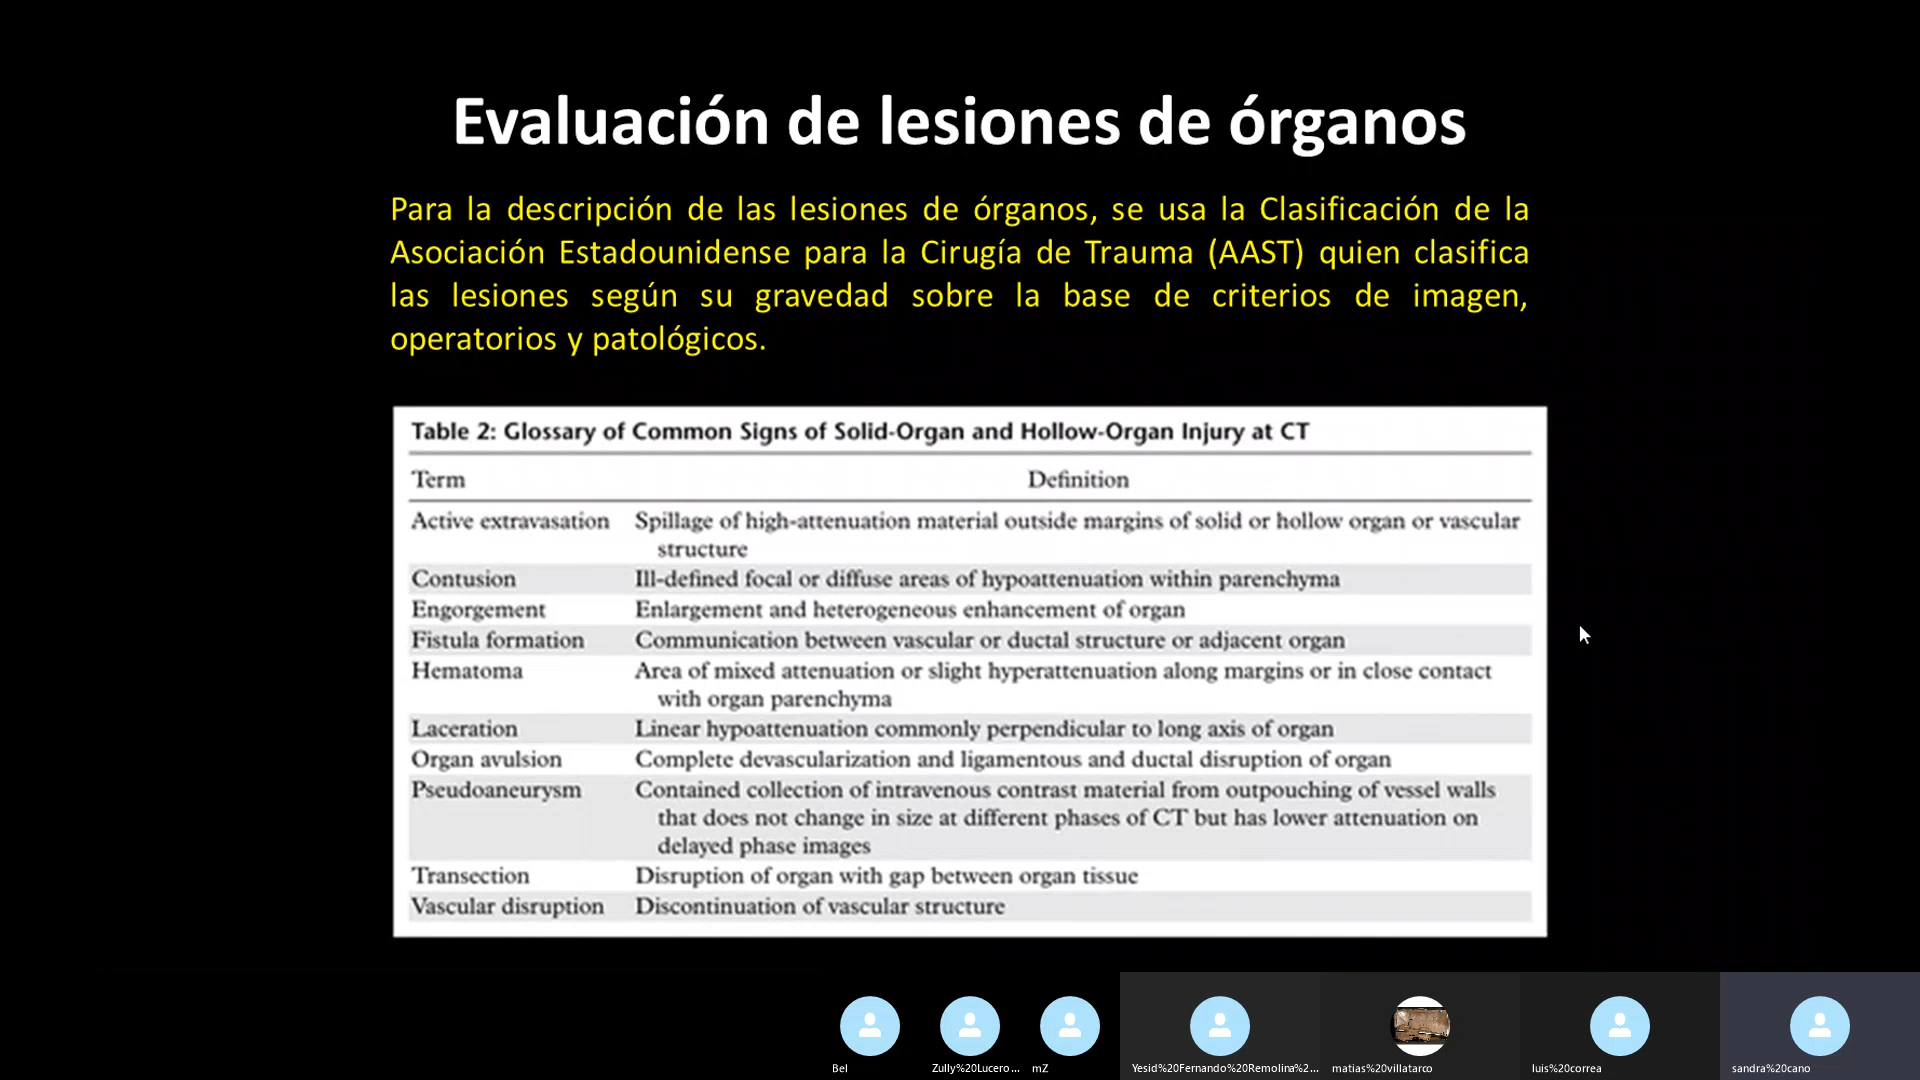 Evaluación de lesiones de órganos
Para la descripción de las lesiones de órganos, se usa la Clasificación de la
Asociación Estadounidense para la Cirugía de Trauma (AAST) quien clasifica
las lesiones según su gravedad sobre la base de criterios de imagen,
operatorios y patológicos.
Table 2: Glossary of Common Signs of Solid-Organ and Hollow-Organ Injury at CT
Term Definition
Active extravasation Spillage of high-attenuation material outside margins of solid or hollow organ or vascular
structure
Contusion Ill-defined focal or diffuse areas of hypoattenuation within parenchyma
Engorgement Enlargement and heterogeneous enhancement of organ
Fistula formation Communication between vascular or ductal structure or adjacent organ
Hematoma Area of mixed attenuation or slight hyperattenuation along margins or in close contact
with organ parenchyma
Laceration Linear hypoattenuation commonly perpendicular to long axis of organ
Organ avulsion Complete devascularization and ligamentous and ductal disruption of organ
Pseudoaneurysm Contained collection of intravenous contrast material from outpouching of vessel walls
that does not change in size at different phases of CT but has lower attenuation on
delayed phase images
Transection Disruption of organ with gap between organ tissue
Vascular disruption Discontinuation of vascular structure
Bel Zully%20Lucero... mZ Yesid%20Fernando%20Remolina%2... matias%20villatarco luis%20correa sandra%20cano